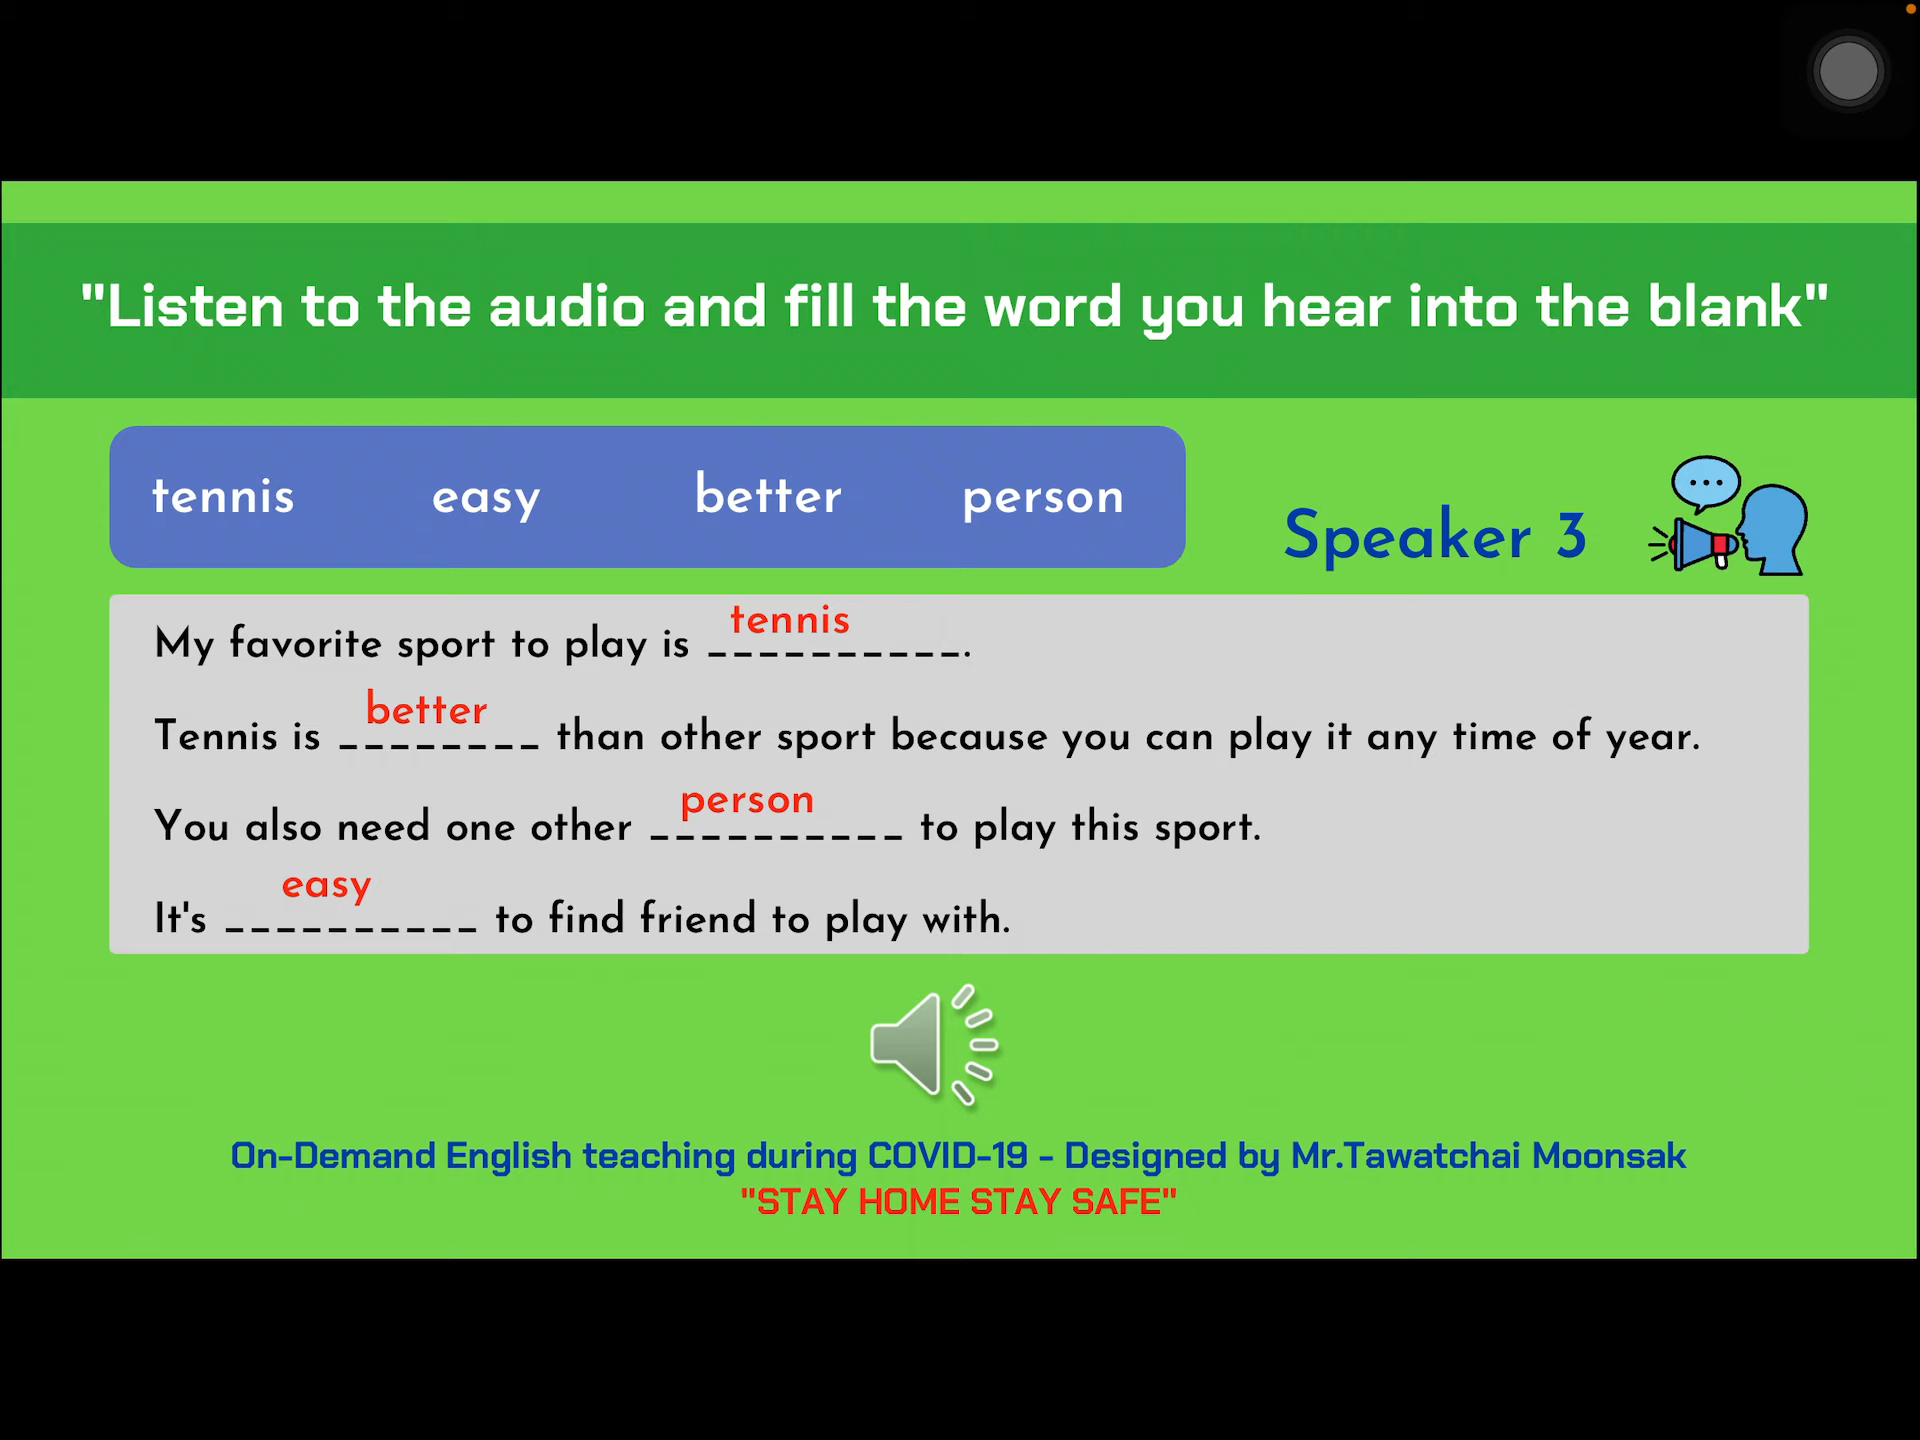 "Listen to the audio and fill the word you hear into the blank"
tennis easy better person
Speaker 3
My favorite sport to play is tennis __________.
Tennis is better ________ than other sport because you can play it any time of year.
You also need one other person __________ to play this sport.
It's easy __________ to find friend to play with.
On-Demand English teaching during COVID-19 - Designed by Mr.Tawatchai Moonsak
"STAY HOME STAY SAFE"